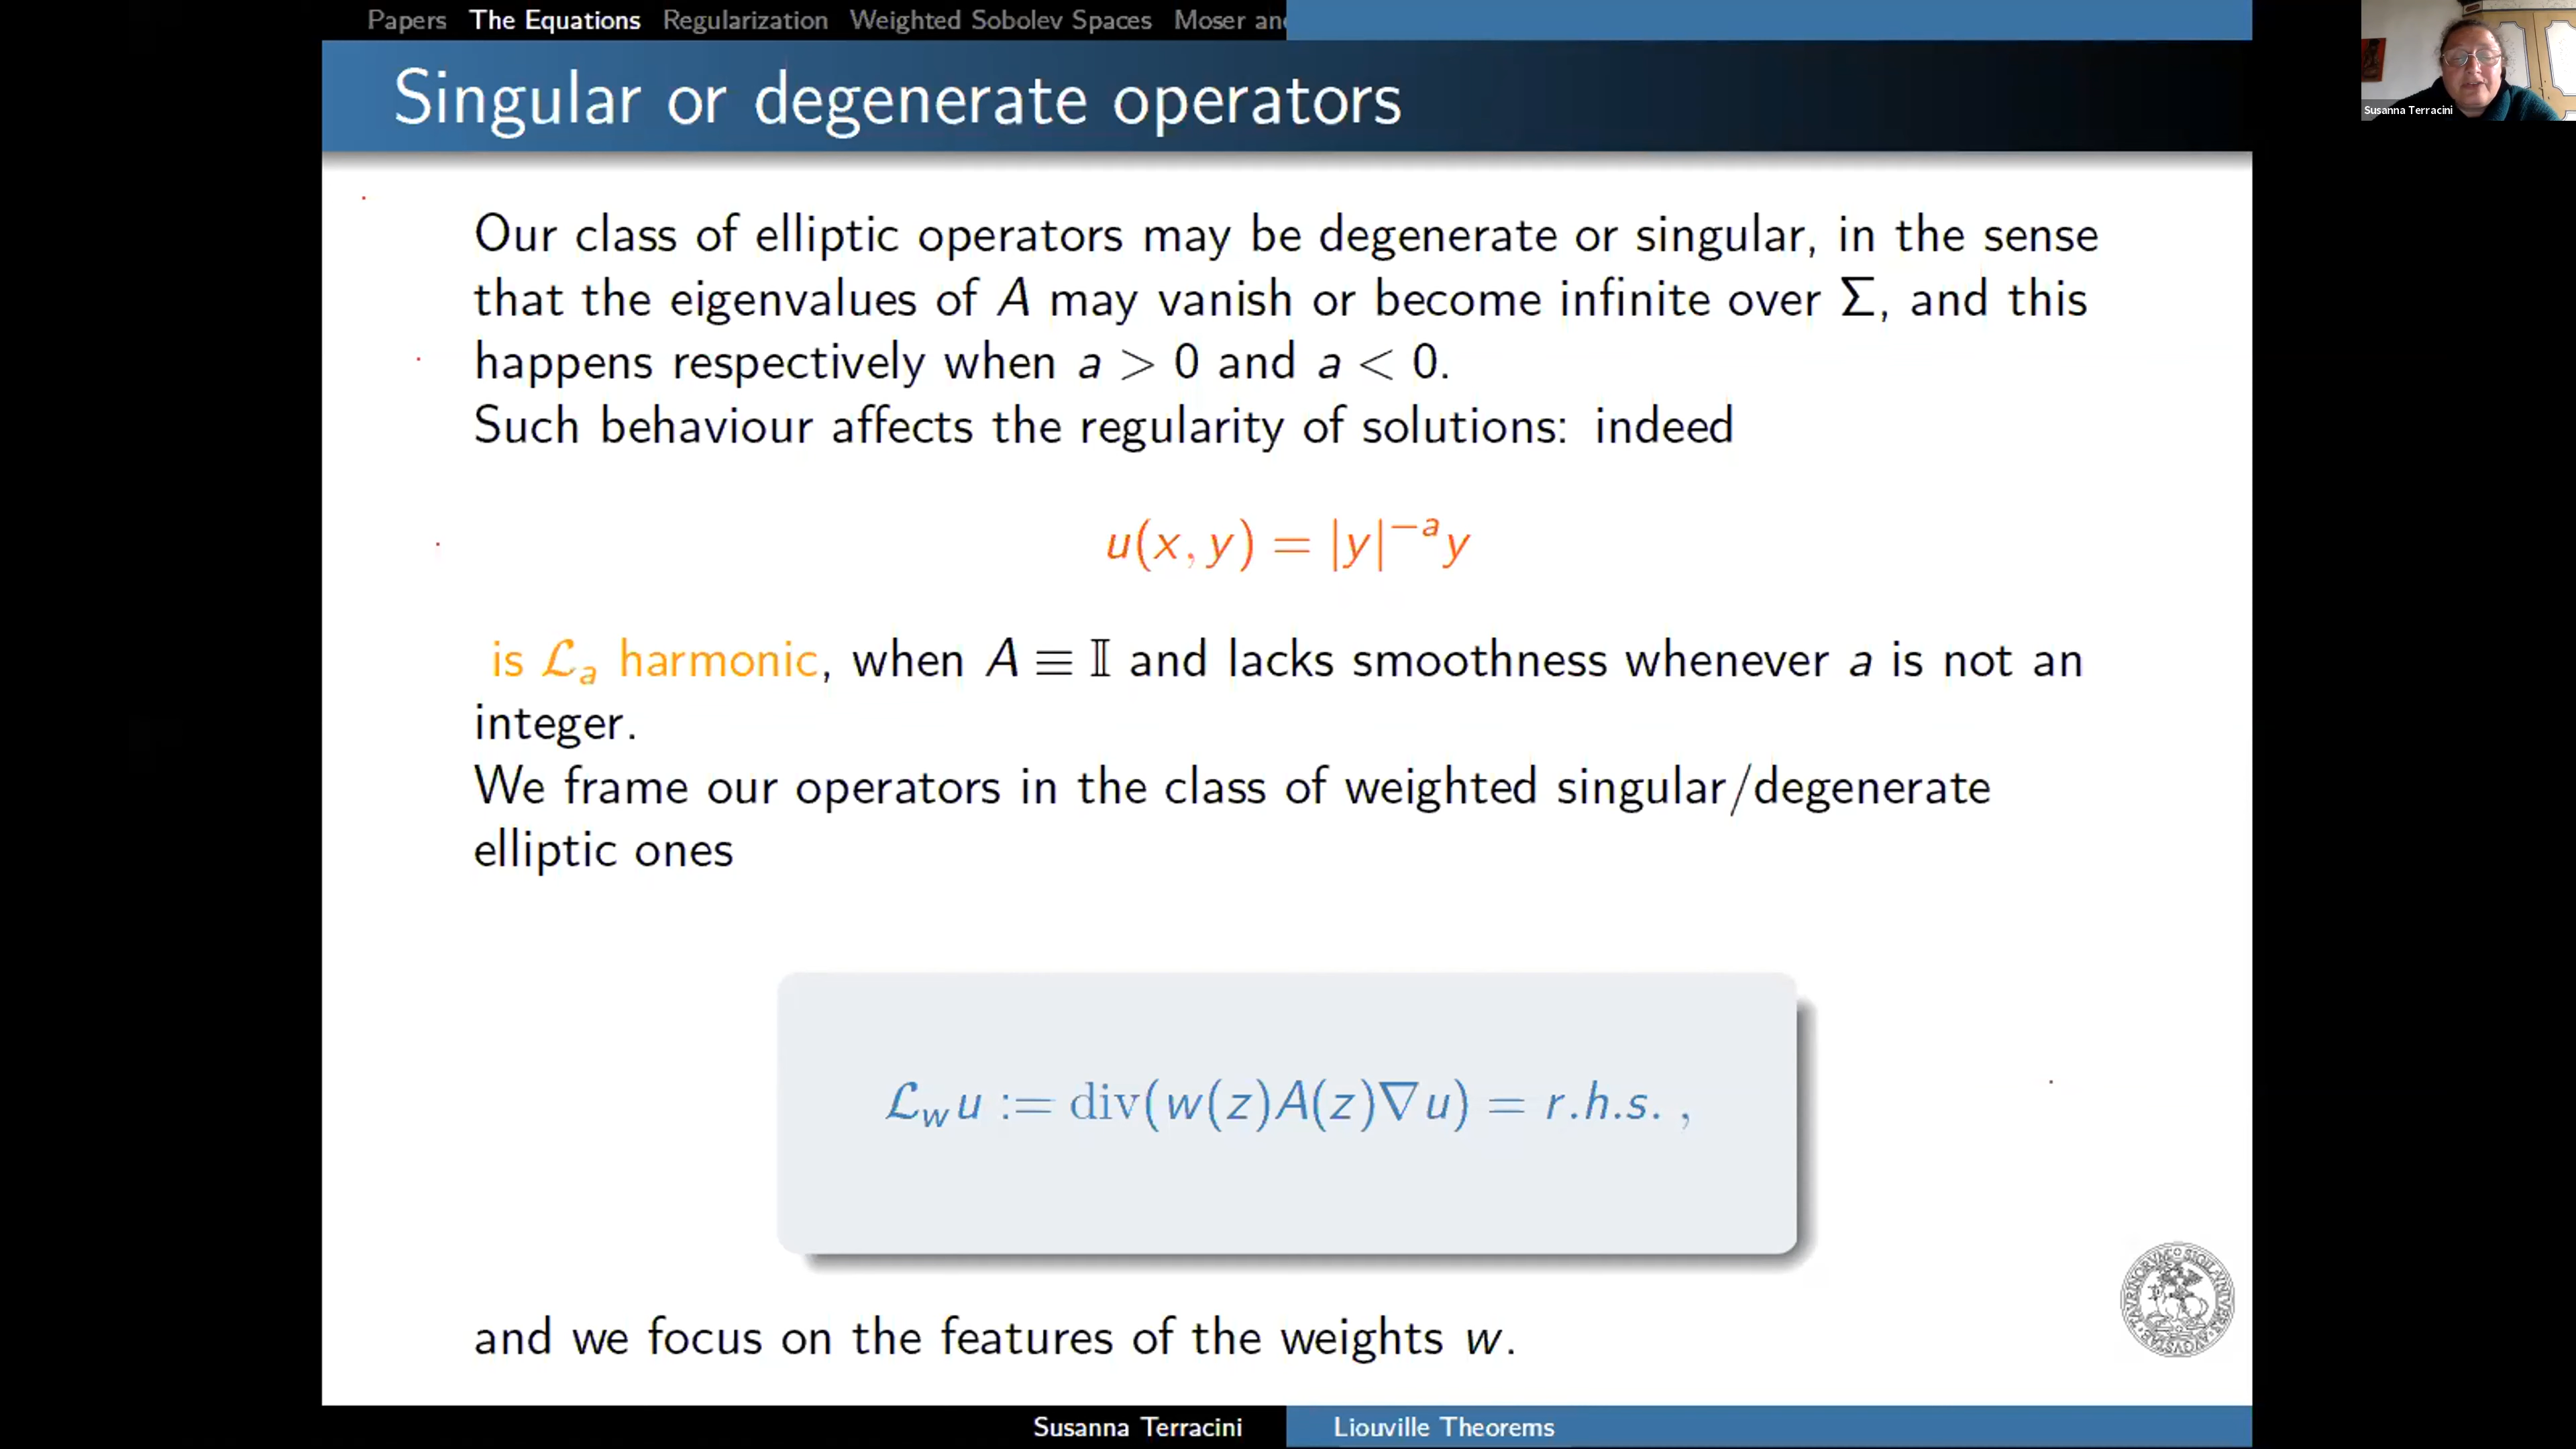 Papers The Equations Regularization Weighted Sobolev Spaces Moser and
Singular or degenerate operators
Susanna Terracini
Our class of elliptic operators may be degenerate or singular, in the sense
that the eigenvalues of A may vanish or become infinite over Σ, and this
happens respectively when a > 0 and a < 0.
Such behaviour affects the regularity of solutions: indeed
u(x, y) = |y|⁻ᵃy
is ℒₐ harmonic, when A ≡ 𝕀 and lacks smoothness whenever a is not an
integer.
We frame our operators in the class of weighted singular/degenerate
elliptic ones
ℒ_w u := div(w(z)A(z)∇u) = r.h.s. ,
and we focus on the features of the weights w.
Susanna Terracini Liouville Theorems